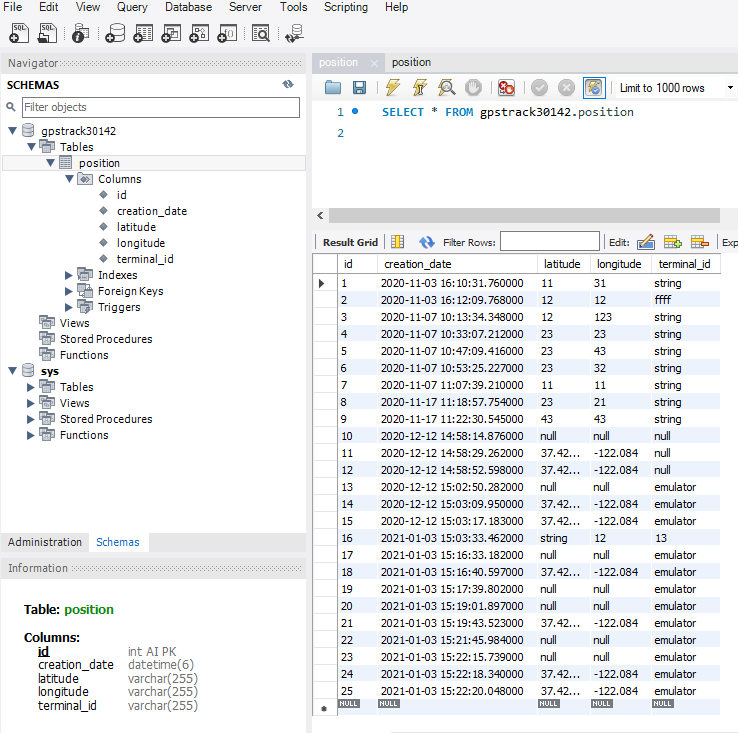 File Edit View Query Database Server Tools Scripting Help
Navigator
SCHEMAS
Filter objects
gpstrack30142
Tables
position
Columns
id
creation_date
latitude
longitude
terminal_id
Indexes
Foreign Keys
Triggers
Views
Stored Procedures
Functions
sys
Tables
Views
Stored Procedures
Functions
Administration Schemas
Information
Table: position
Columns:
id int AI PK
creation_date datetime(6)
latitude varchar(255)
longitude varchar(255)
terminal_id varchar(255)
position × position
Limit to 1000 rows
1 SELECT * FROM gpstrack30142.position
2
Result Grid Filter Rows: Edit: Exp
id creation_date latitude longitude terminal_id
1 2020-11-03 16:10:31.760000 11 31 string
2 2020-11-03 16:12:09.768000 12 12 ffff
3 2020-11-07 10:13:34.348000 12 123 string
4 2020-11-07 10:33:07.212000 23 23 string
5 2020-11-07 10:47:09.416000 23 43 string
6 2020-11-07 10:53:25.227000 23 32 string
7 2020-11-07 11:07:39.210000 11 11 string
8 2020-11-17 11:18:57.754000 23 21 string
9 2020-11-17 11:22:30.545000 43 43 string
10 2020-12-12 14:58:14.876000 null null null
11 2020-12-12 14:58:29.262000 37.42... -122.084 null
12 2020-12-12 14:58:52.598000 37.42... -122.084 null
13 2020-12-12 15:02:50.282000 null null emulator
14 2020-12-12 15:03:09.950000 37.42... -122.084 emulator
15 2020-12-12 15:03:17.183000 37.42... -122.084 emulator
16 2021-01-03 15:03:33.462000 string 12 13
17 2021-01-03 15:16:33.182000 null null emulator
18 2021-01-03 15:16:40.597000 37.42... -122.084 emulator
19 2021-01-03 15:17:39.802000 null null emulator
20 2021-01-03 15:19:01.897000 null null emulator
21 2021-01-03 15:19:43.523000 37.42... -122.084 emulator
22 2021-01-03 15:21:45.984000 null null emulator
23 2021-01-03 15:22:15.739000 null null emulator
24 2021-01-03 15:22:18.340000 37.42... -122.084 emulator
25 2021-01-03 15:22:20.048000 37.42... -122.084 emulator
NULL NULL NULL NULL NULL